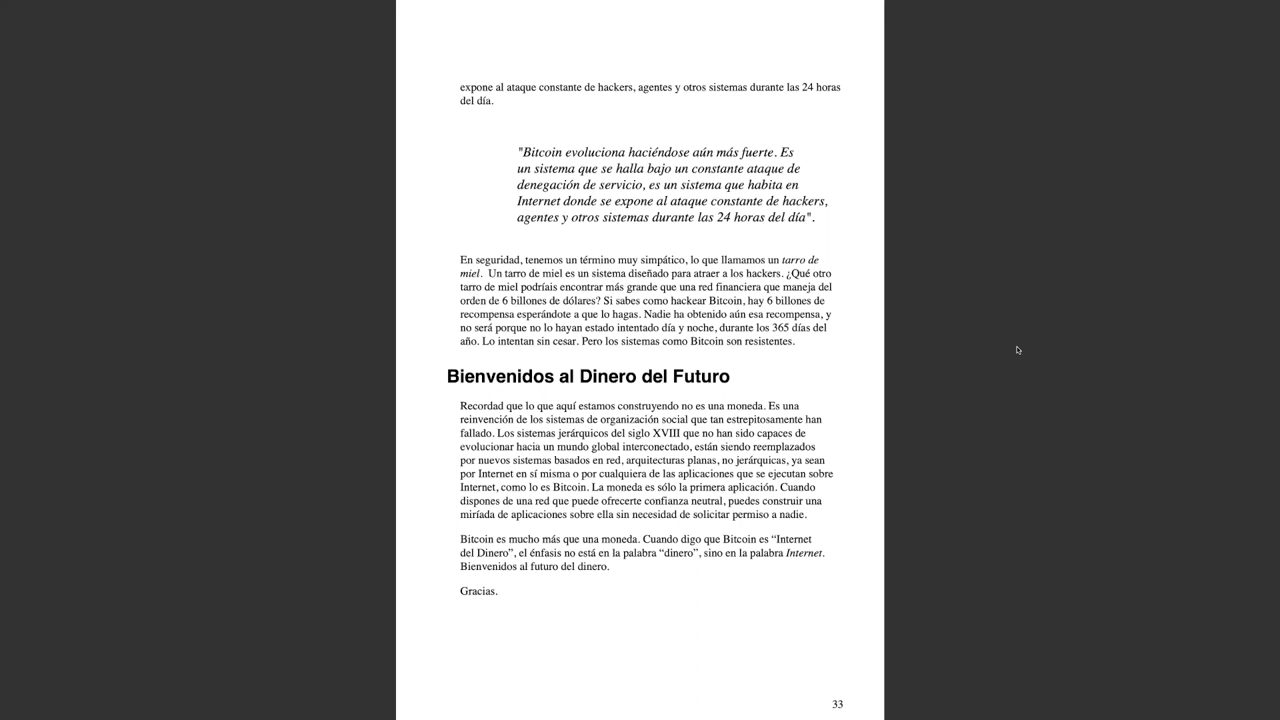 expone al ataque constante de hackers, agentes y otros sistemas durante las 24 horas
del día.
"Bitcoin evoluciona haciéndose aún más fuerte. Es
un sistema que se halla bajo un constante ataque de
denegación de servicio, es un sistema que habita en
Internet donde se expone al ataque constante de hackers,
agentes y otros sistemas durante las 24 horas del día".
En seguridad, tenemos un término muy simpático, lo que llamamos un tarro de
miel. Un tarro de miel es un sistema diseñado para atraer a los hackers. ¿Qué otro
tarro de miel podríais encontrar más grande que una red financiera que maneja del
orden de 6 billones de dólares? Si sabes como hackear Bitcoin, hay 6 billones de
recompensa esperándote a que lo hagas. Nadie ha obtenido aún esa recompensa, y
no será porque no lo hayan estado intentado día y noche, durante los 365 días del
año. Lo intentan sin cesar. Pero los sistemas como Bitcoin son resistentes.
Bienvenidos al Dinero del Futuro
Recordad que lo que aquí estamos construyendo no es una moneda. Es una
reinvención de los sistemas de organización social que tan estrepitosamente han
fallado. Los sistemas jerárquicos del siglo XVIII que no han sido capaces de
evolucionar hacia un mundo global interconectado, están siendo reemplazados
por nuevos sistemas basados en red, arquitecturas planas, no jerárquicas, ya sean
por Internet en sí misma o por cualquiera de las aplicaciones que se ejecutan sobre
Internet, como lo es Bitcoin. La moneda es sólo la primera aplicación. Cuando
dispones de una red que puede ofrecerte confianza neutral, puedes construir una
miríada de aplicaciones sobre ella sin necesidad de solicitar permiso a nadie.
Bitcoin es mucho más que una moneda. Cuando digo que Bitcoin es “Internet
del Dinero”, el énfasis no está en la palabra “dinero”, sino en la palabra Internet.
Bienvenidos al futuro del dinero.
Gracias.
33